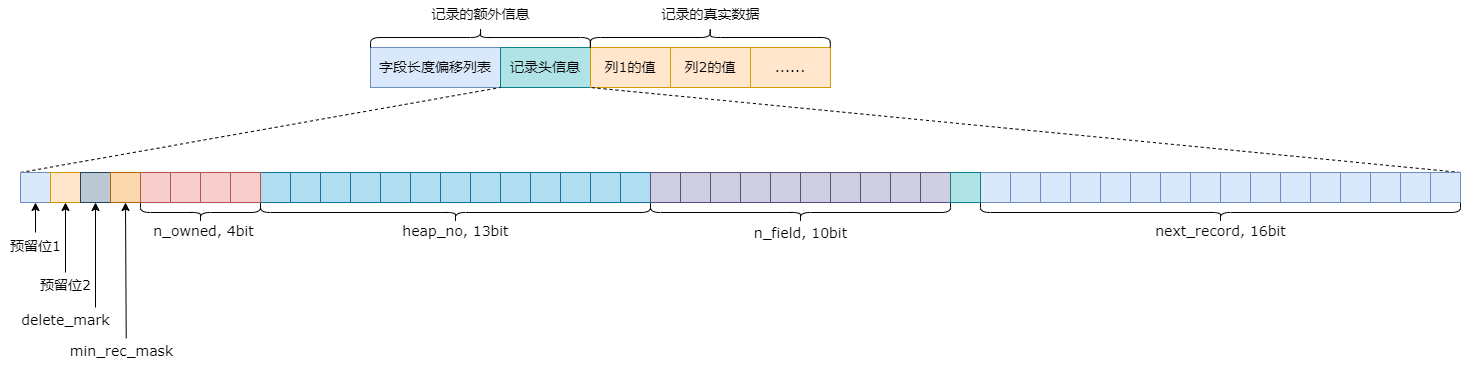 记录的额外信息
记录的真实数据
字段长度偏移列表
记录头信息
列1的值
列2的值
......
n_owned, 4bit
heap_no, 13bit
n_field, 10bit
next_record, 16bit
预留位1
预留位2
delete_mark
min_rec_mask